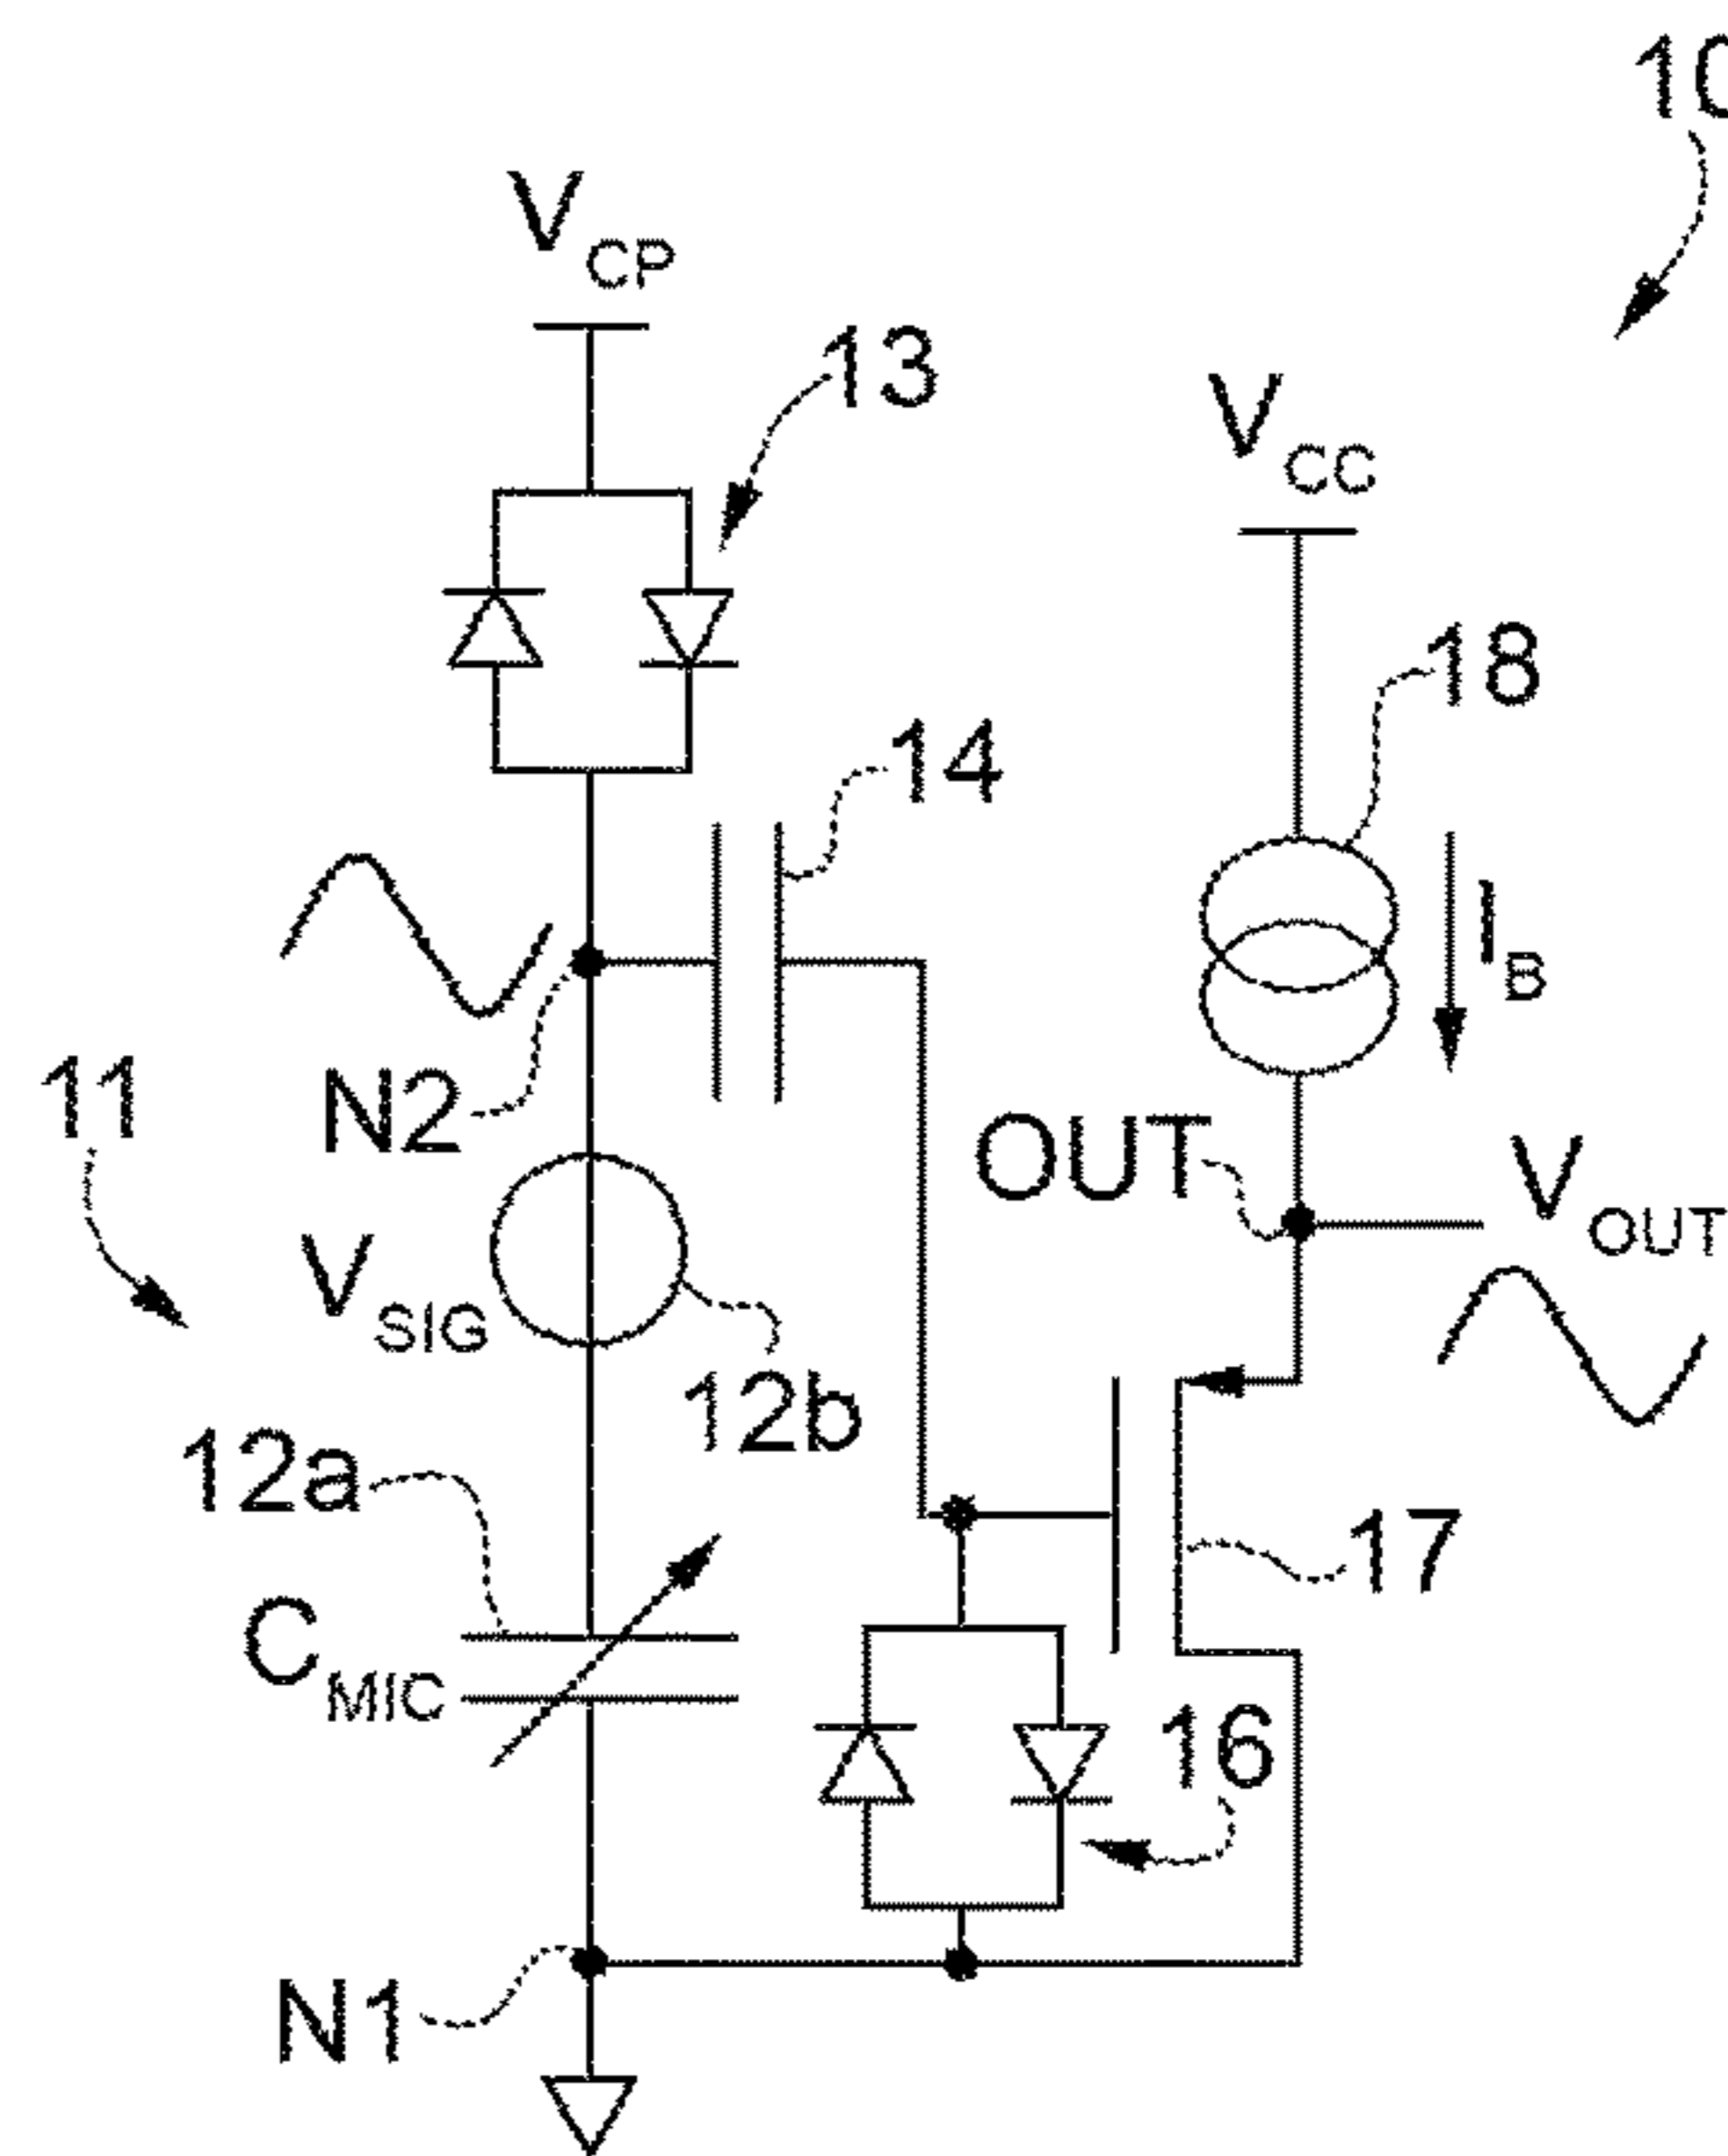 10
V_CP
13
V_CC
18
14
I_B
11
N2
OUT
V_OUT
V_SIG
12b
12a
17
C_MIC
16
N1